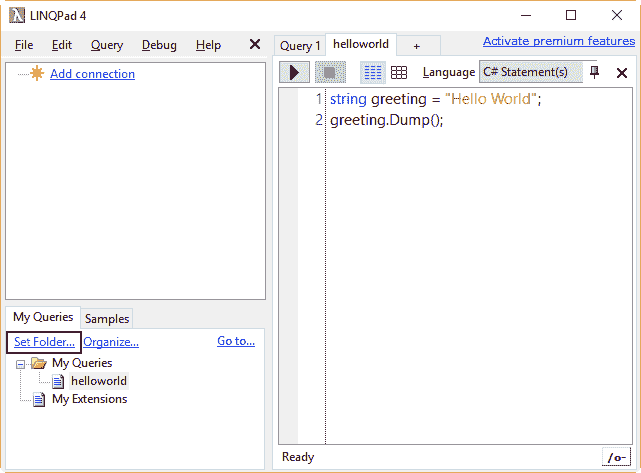 LINQPad 4
File Edit Query Debug Help
Add connection
My Queries Samples
Set Folder... Organize... Go to...
My Queries
helloworld
My Extensions
Query 1 helloworld + Activate premium features
Language C# Statement(s)
1 string greeting = "Hello World";
2 greeting.Dump();
Ready /o-